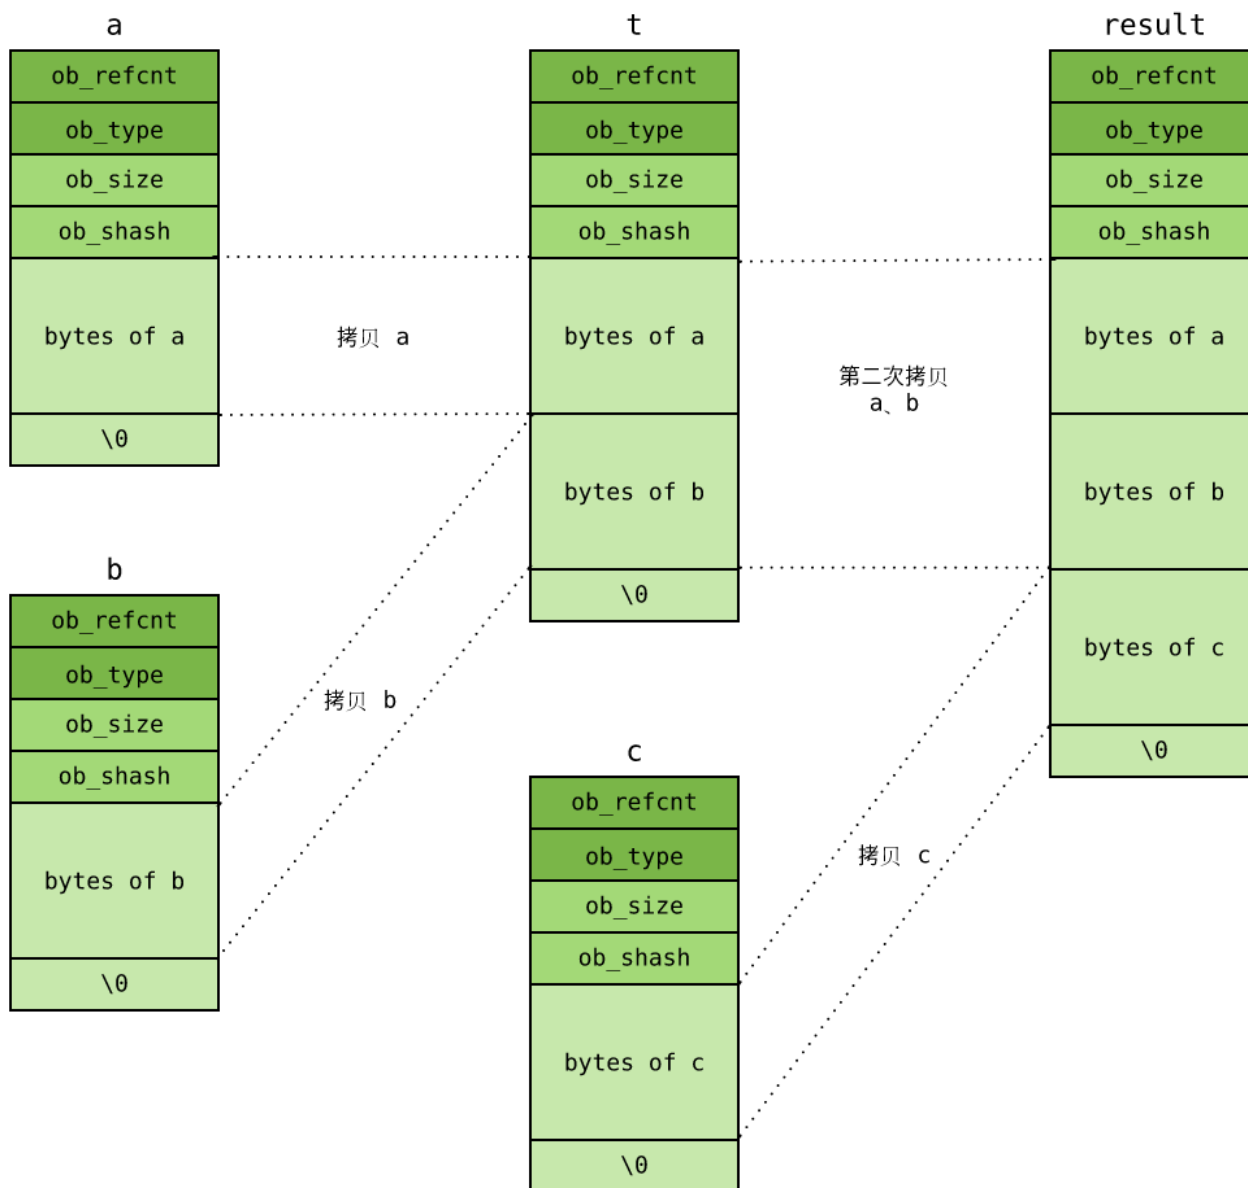 a
ob_refcnt
ob_type
ob_size
ob_shash
bytes of a
\0
拷贝 a
b
ob_refcnt
ob_type
ob_size
ob_shash
bytes of b
\0
拷贝 b
t
ob_refcnt
ob_type
ob_size
ob_shash
bytes of a
bytes of b
\0
第二次拷贝
a、b
c
ob_refcnt
ob_type
ob_size
ob_shash
bytes of c
\0
拷贝 c
result
ob_refcnt
ob_type
ob_size
ob_shash
bytes of a
bytes of b
bytes of c
\0